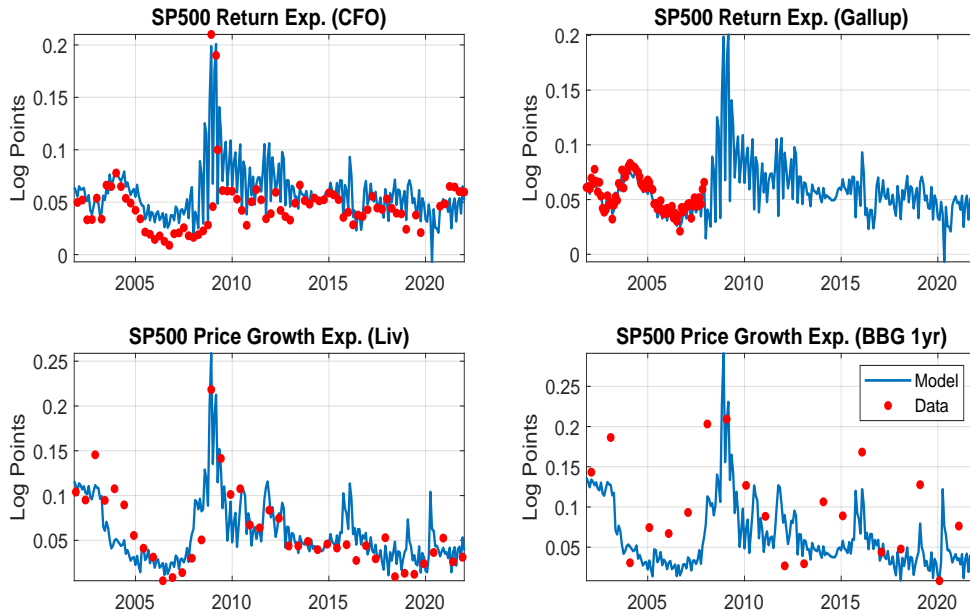 SP500 Return Exp. (CFO)
Log Points
0.2
0.15
0.1
0.05
0
2005 2010 2015 2020
SP500 Return Exp. (Gallup)
Log Points
0.2
0.15
0.1
0.05
0
2005 2010 2015 2020
SP500 Price Growth Exp. (Liv)
Log Points
0.25
0.2
0.15
0.1
0.05
2005 2010 2015 2020
SP500 Price Growth Exp. (BBG 1yr)
Log Points
0.25
0.2
0.15
0.1
0.05
Model
Data
2005 2010 2015 2020